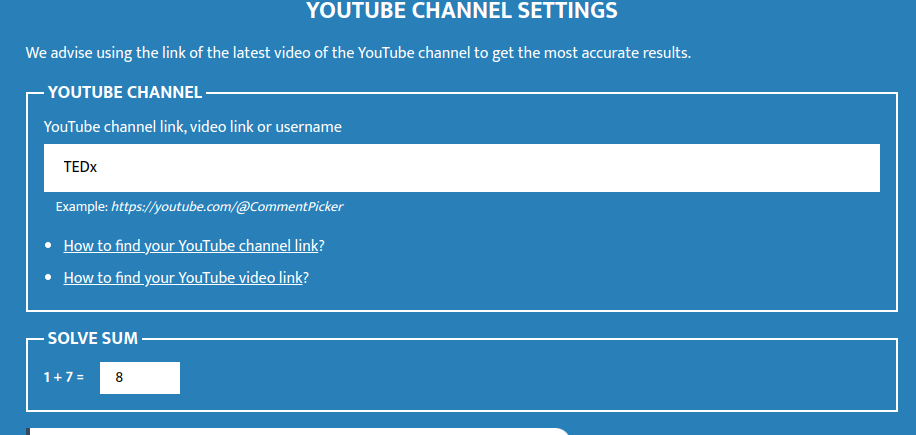 YOUTUBE CHANNEL SETTINGS
We advise using the link of the latest video of the YouTube channel to get the most accurate results.
YOUTUBE CHANNEL
YouTube channel link, video link or username
TEDx
Example: https://youtube.com/@CommentPicker
How to find your YouTube channel link?
How to find your YouTube video link?
SOLVE SUM
1 + 7 = 8